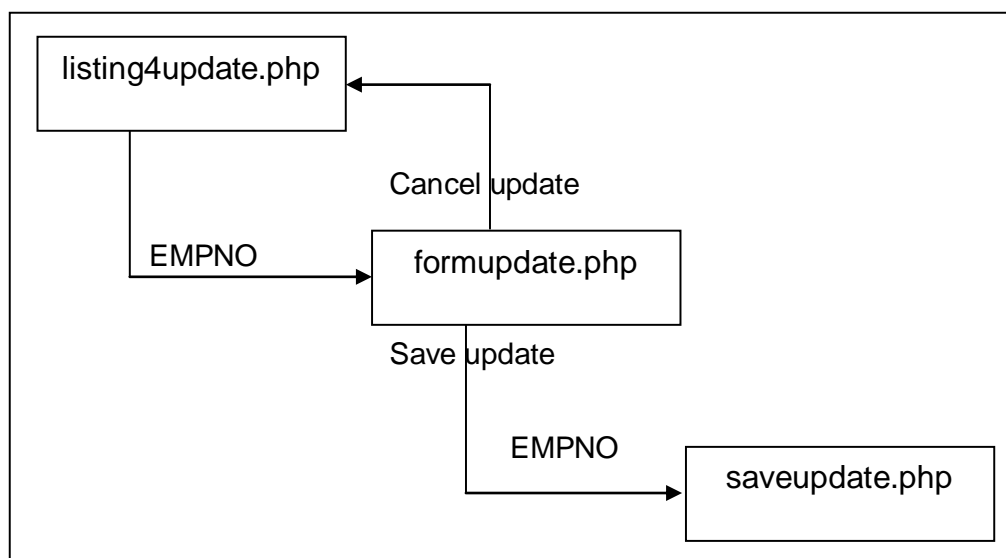 listing4update.php
Cancel update
EMPNO
formupdate.php
Save update
EMPNO
saveupdate.php